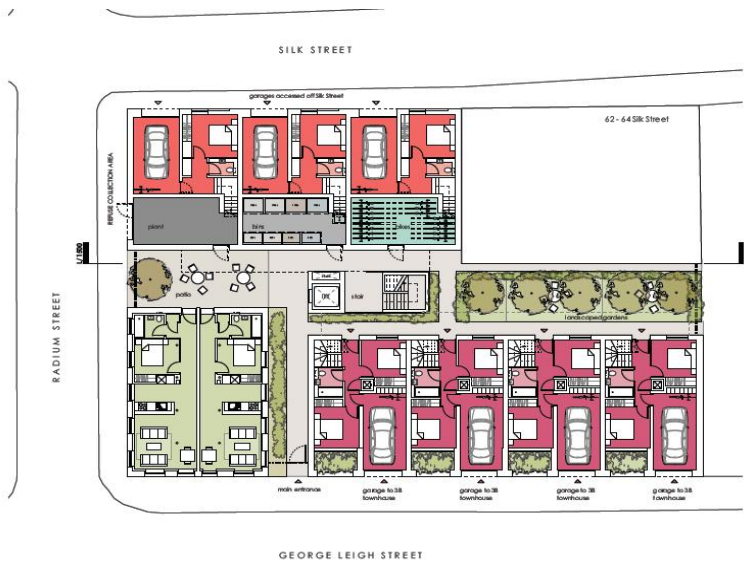 SILK STREET
garages accessed off Silk Street
62 - 64 Silk Street
REFUSE COLLECTION AREA
plant
bins
bikes
RADIUM STREET
patio
stair
landscaped gardens
main entrance
garage to 3B
townhouse
garage to 3B
townhouse
garage to 3B
townhouse
garage to 3B
townhouse
GEORGE LEIGH STREET